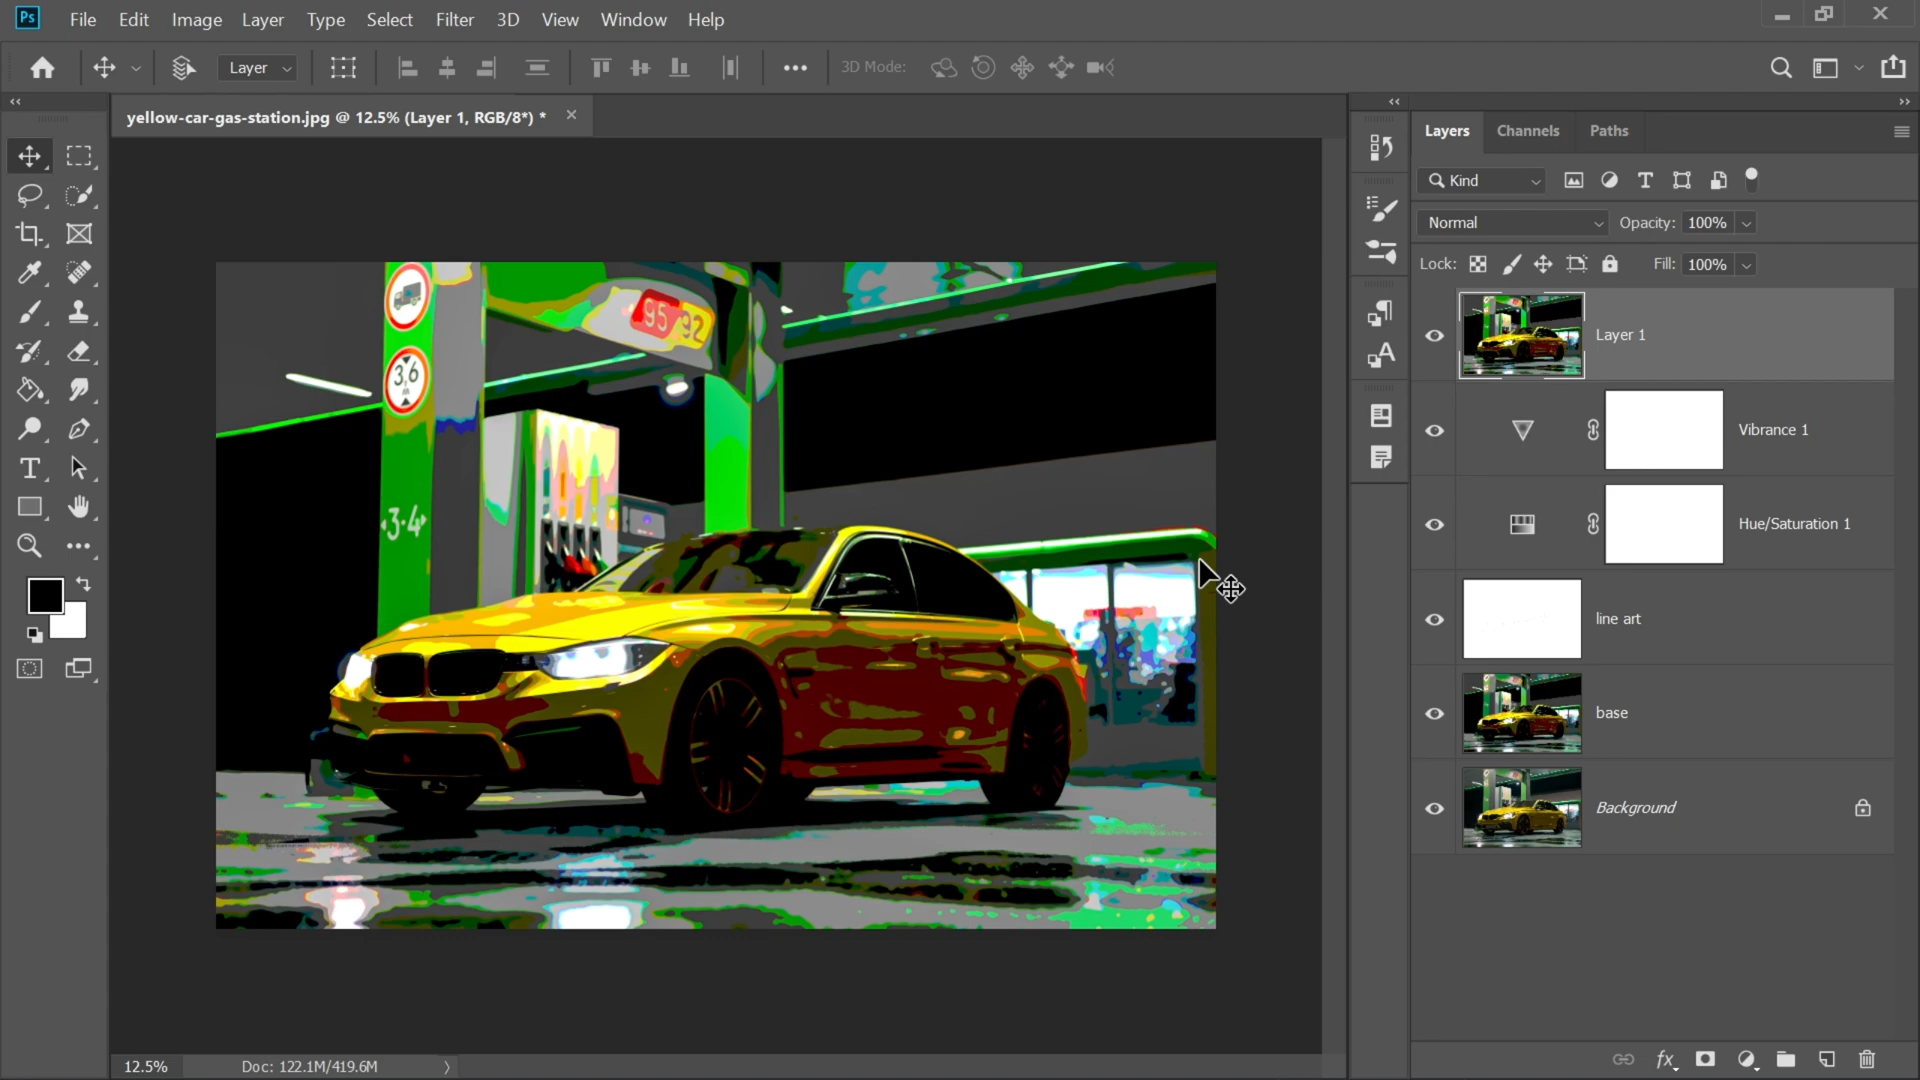 Ps File Edit Image Layer Type Select Filter 3D View Window Help
Layer 3D Mode:
yellow-car-gas-station.jpg @ 12.5% (Layer 1, RGB/8*) *
Layers Channels Paths
Kind
Normal Opacity: 100%
Lock: Fill: 100%
95 92
3,6
3·4
Layer 1
Vibrance 1
Hue/Saturation 1
line art
base
Background
12.5% Doc: 122.1M/419.6M